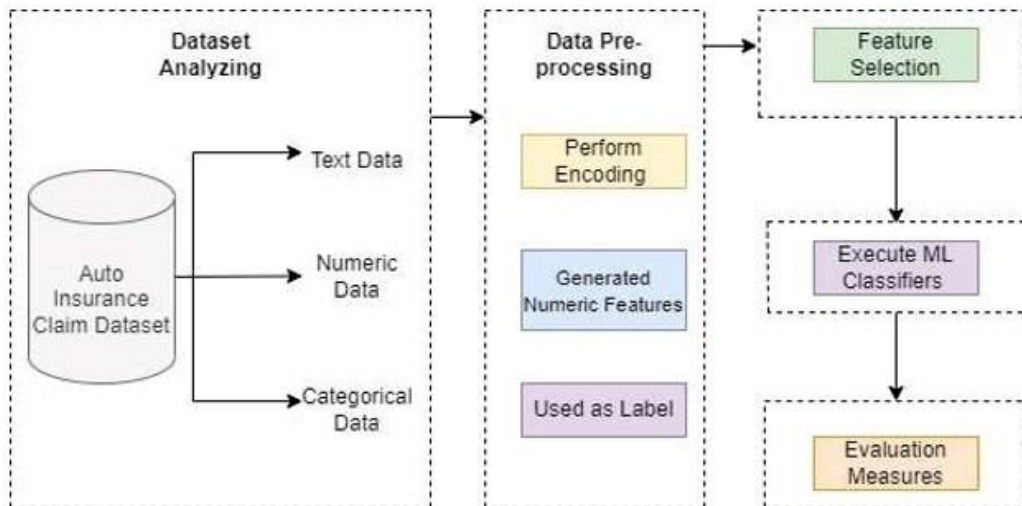 Dataset
Analyzing
Text Data
Auto
Insurance
Claim Dataset
Numeric
Data
Categorical
Data
Data Pre-
processing
Perform
Encoding
Generated
Numeric Features
Used as Label
Feature
Selection
Execute ML
Classifiers
Evaluation
Measures